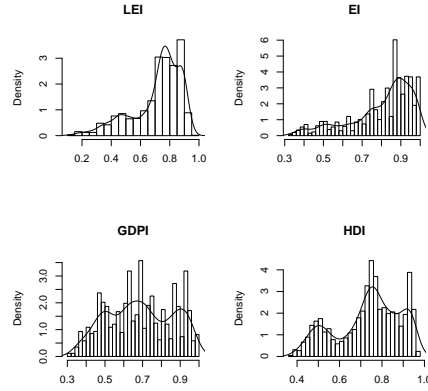 LEI
Density
0 1 2 3
0.2 0.4 0.6 0.8 1.0
EI
Density
0 1 2 3 4 5 6
0.3 0.5 0.7 0.9
GDPI
Density
0.0 1.0 2.0 3.0
0.3 0.5 0.7 0.9
HDI
Density
0 1 2 3 4
0.4 0.6 0.8 1.0